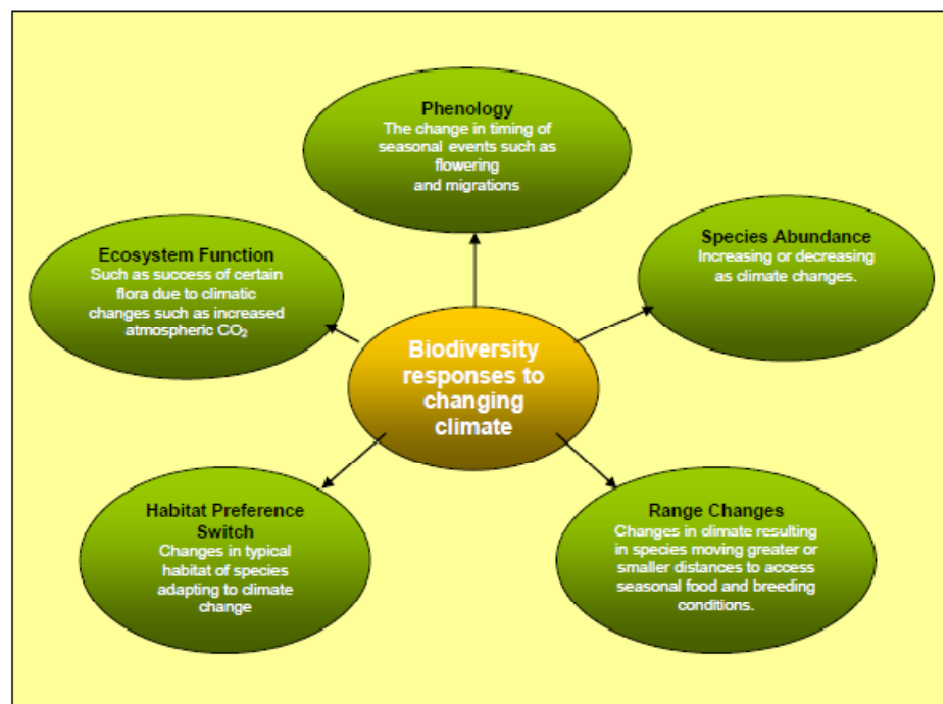 Phenology
The change in timing of
seasonal events such as
flowering
and migrations
Species Abundance
Increasing or decreasing
as climate changes.
Ecosystem Function
Such as success of certain
flora due to climatic
changes such as increased
atmospheric CO₂
Biodiversity
responses to
changing
climate
Habitat Preference
Switch
Changes in typical
habitat of species
adapting to climate
change
Range Changes
Changes in climate resulting
in species moving greater or
smaller distances to access
seasonal food and breeding
conditions.